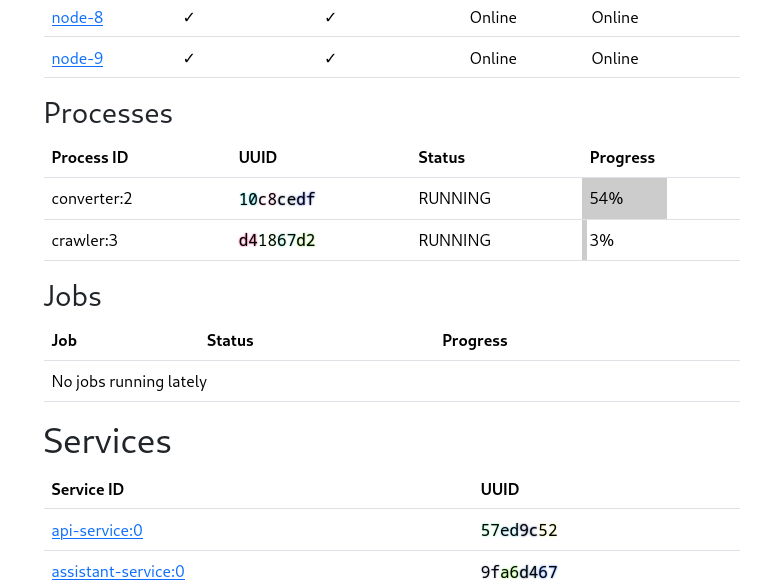 node-8 ✓ ✓ Online Online
node-9 ✓ ✓ Online Online
Processes
Process ID UUID Status Progress
converter:2 10c8cedf RUNNING 54%
crawler:3 d41867d2 RUNNING 3%
Jobs
Job Status Progress
No jobs running lately
Services
Service ID UUID
api-service:0 57ed9c52
assistant-service:0 9fa6d467